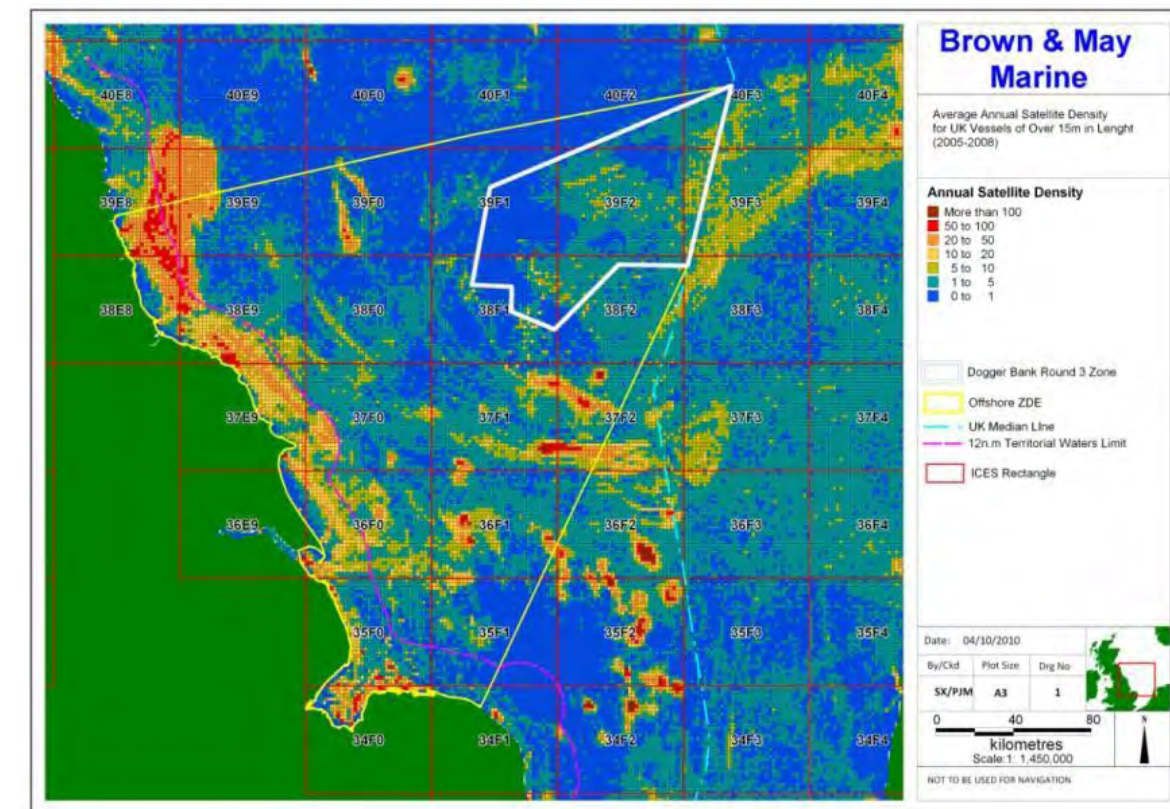 40E8 40E9 40F0 40F1 40F2 40F3 40F4
39E8 39E9 39F0 39F1 39F2 39F3 39F4
38E8 38E9 38F0 38F1 38F2 38F3 38F4
37E9 37F0 37F1 37F2 37F3 37F4
36E9 36F0 36F1 36F2 36F3 36F4
35F0 35F1 35F2 35F3 35F4
34F0 34F1 34F2 34F3 34F4
Brown & May
Marine
Average Annual Satellite Density
for UK Vessels of Over 15m in Lenght
(2005-2008)
Annual Satellite Density
More than 100
50 to 100
20 to 50
10 to 20
5 to 10
1 to 5
0 to 1
Dogger Bank Round 3 Zone
Offshore ZDE
UK Median LIne
12n.m Territorial Waters Limit
ICES Rectangle
Date: 04/10/2010
By/Ckd Plot Size Drg No
SX/PJM A3 1
0 40 80
kilometres
Scale:1: 1,450,000
N
NOT TO BE USED FOR NAVIGATION